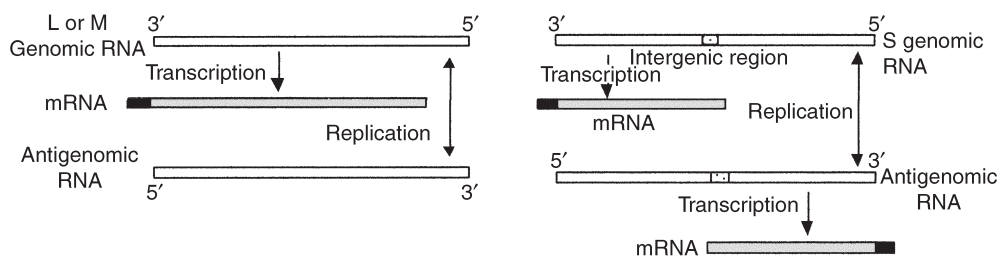 L or M
Genomic RNA
3′
5′
Transcription
mRNA
Replication
Antigenomic
RNA
5′
3′
3′
5′
S genomic
RNA
Intergenic region
Transcription
mRNA
Replication
5′
3′
Antigenomic
RNA
Transcription
mRNA